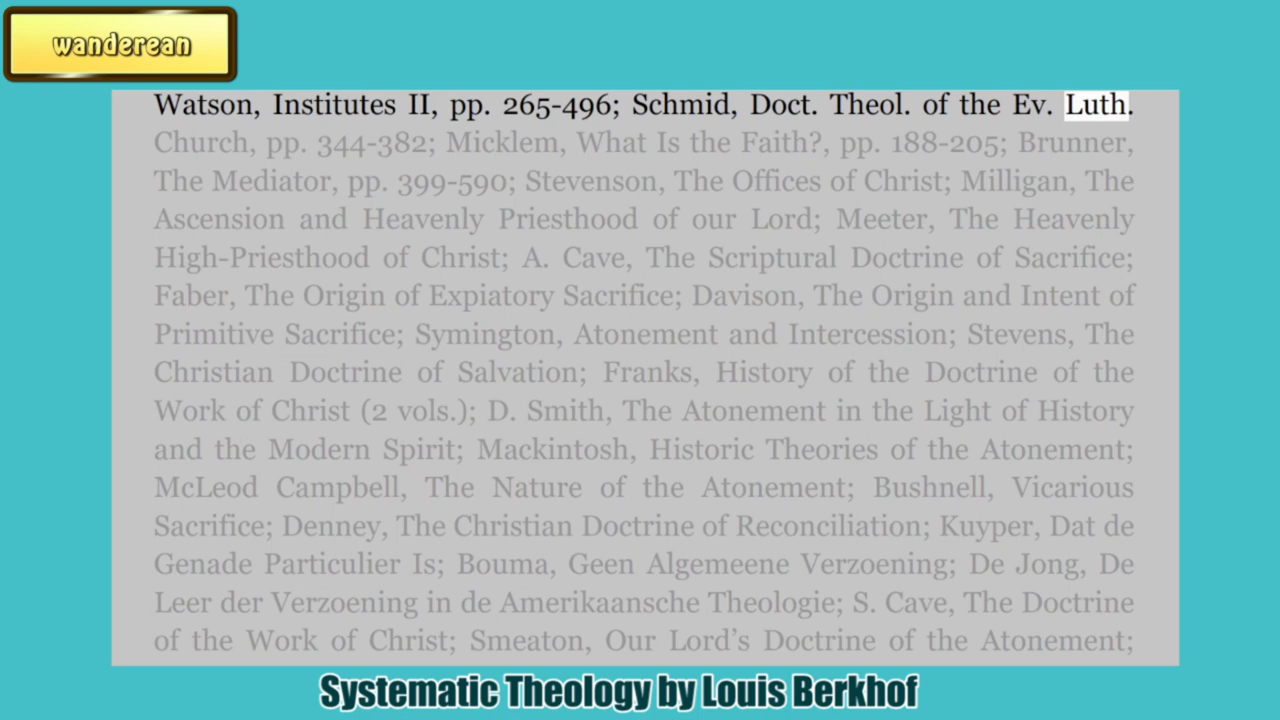 wanderean
Watson, Institutes II, pp. 265-496; Schmid, Doct. Theol. of the Ev. Luth.
Church, pp. 344-382; Micklem, What Is the Faith?, pp. 188-205; Brunner,
The Mediator, pp. 399-590; Stevenson, The Offices of Christ; Milligan, The
Ascension and Heavenly Priesthood of our Lord; Meeter, The Heavenly
High-Priesthood of Christ; A. Cave, The Scriptural Doctrine of Sacrifice;
Faber, The Origin of Expiatory Sacrifice; Davison, The Origin and Intent of
Primitive Sacrifice; Symington, Atonement and Intercession; Stevens, The
Christian Doctrine of Salvation; Franks, History of the Doctrine of the
Work of Christ (2 vols.); D. Smith, The Atonement in the Light of History
and the Modern Spirit; Mackintosh, Historic Theories of the Atonement;
McLeod Campbell, The Nature of the Atonement; Bushnell, Vicarious
Sacrifice; Denney, The Christian Doctrine of Reconciliation; Kuyper, Dat de
Genade Particulier Is; Bouma, Geen Algemeene Verzoening; De Jong, De
Leer der Verzoening in de Amerikaansche Theologie; S. Cave, The Doctrine
of the Work of Christ; Smeaton, Our Lord’s Doctrine of the Atonement;
Systematic Theology by Louis Berkhof